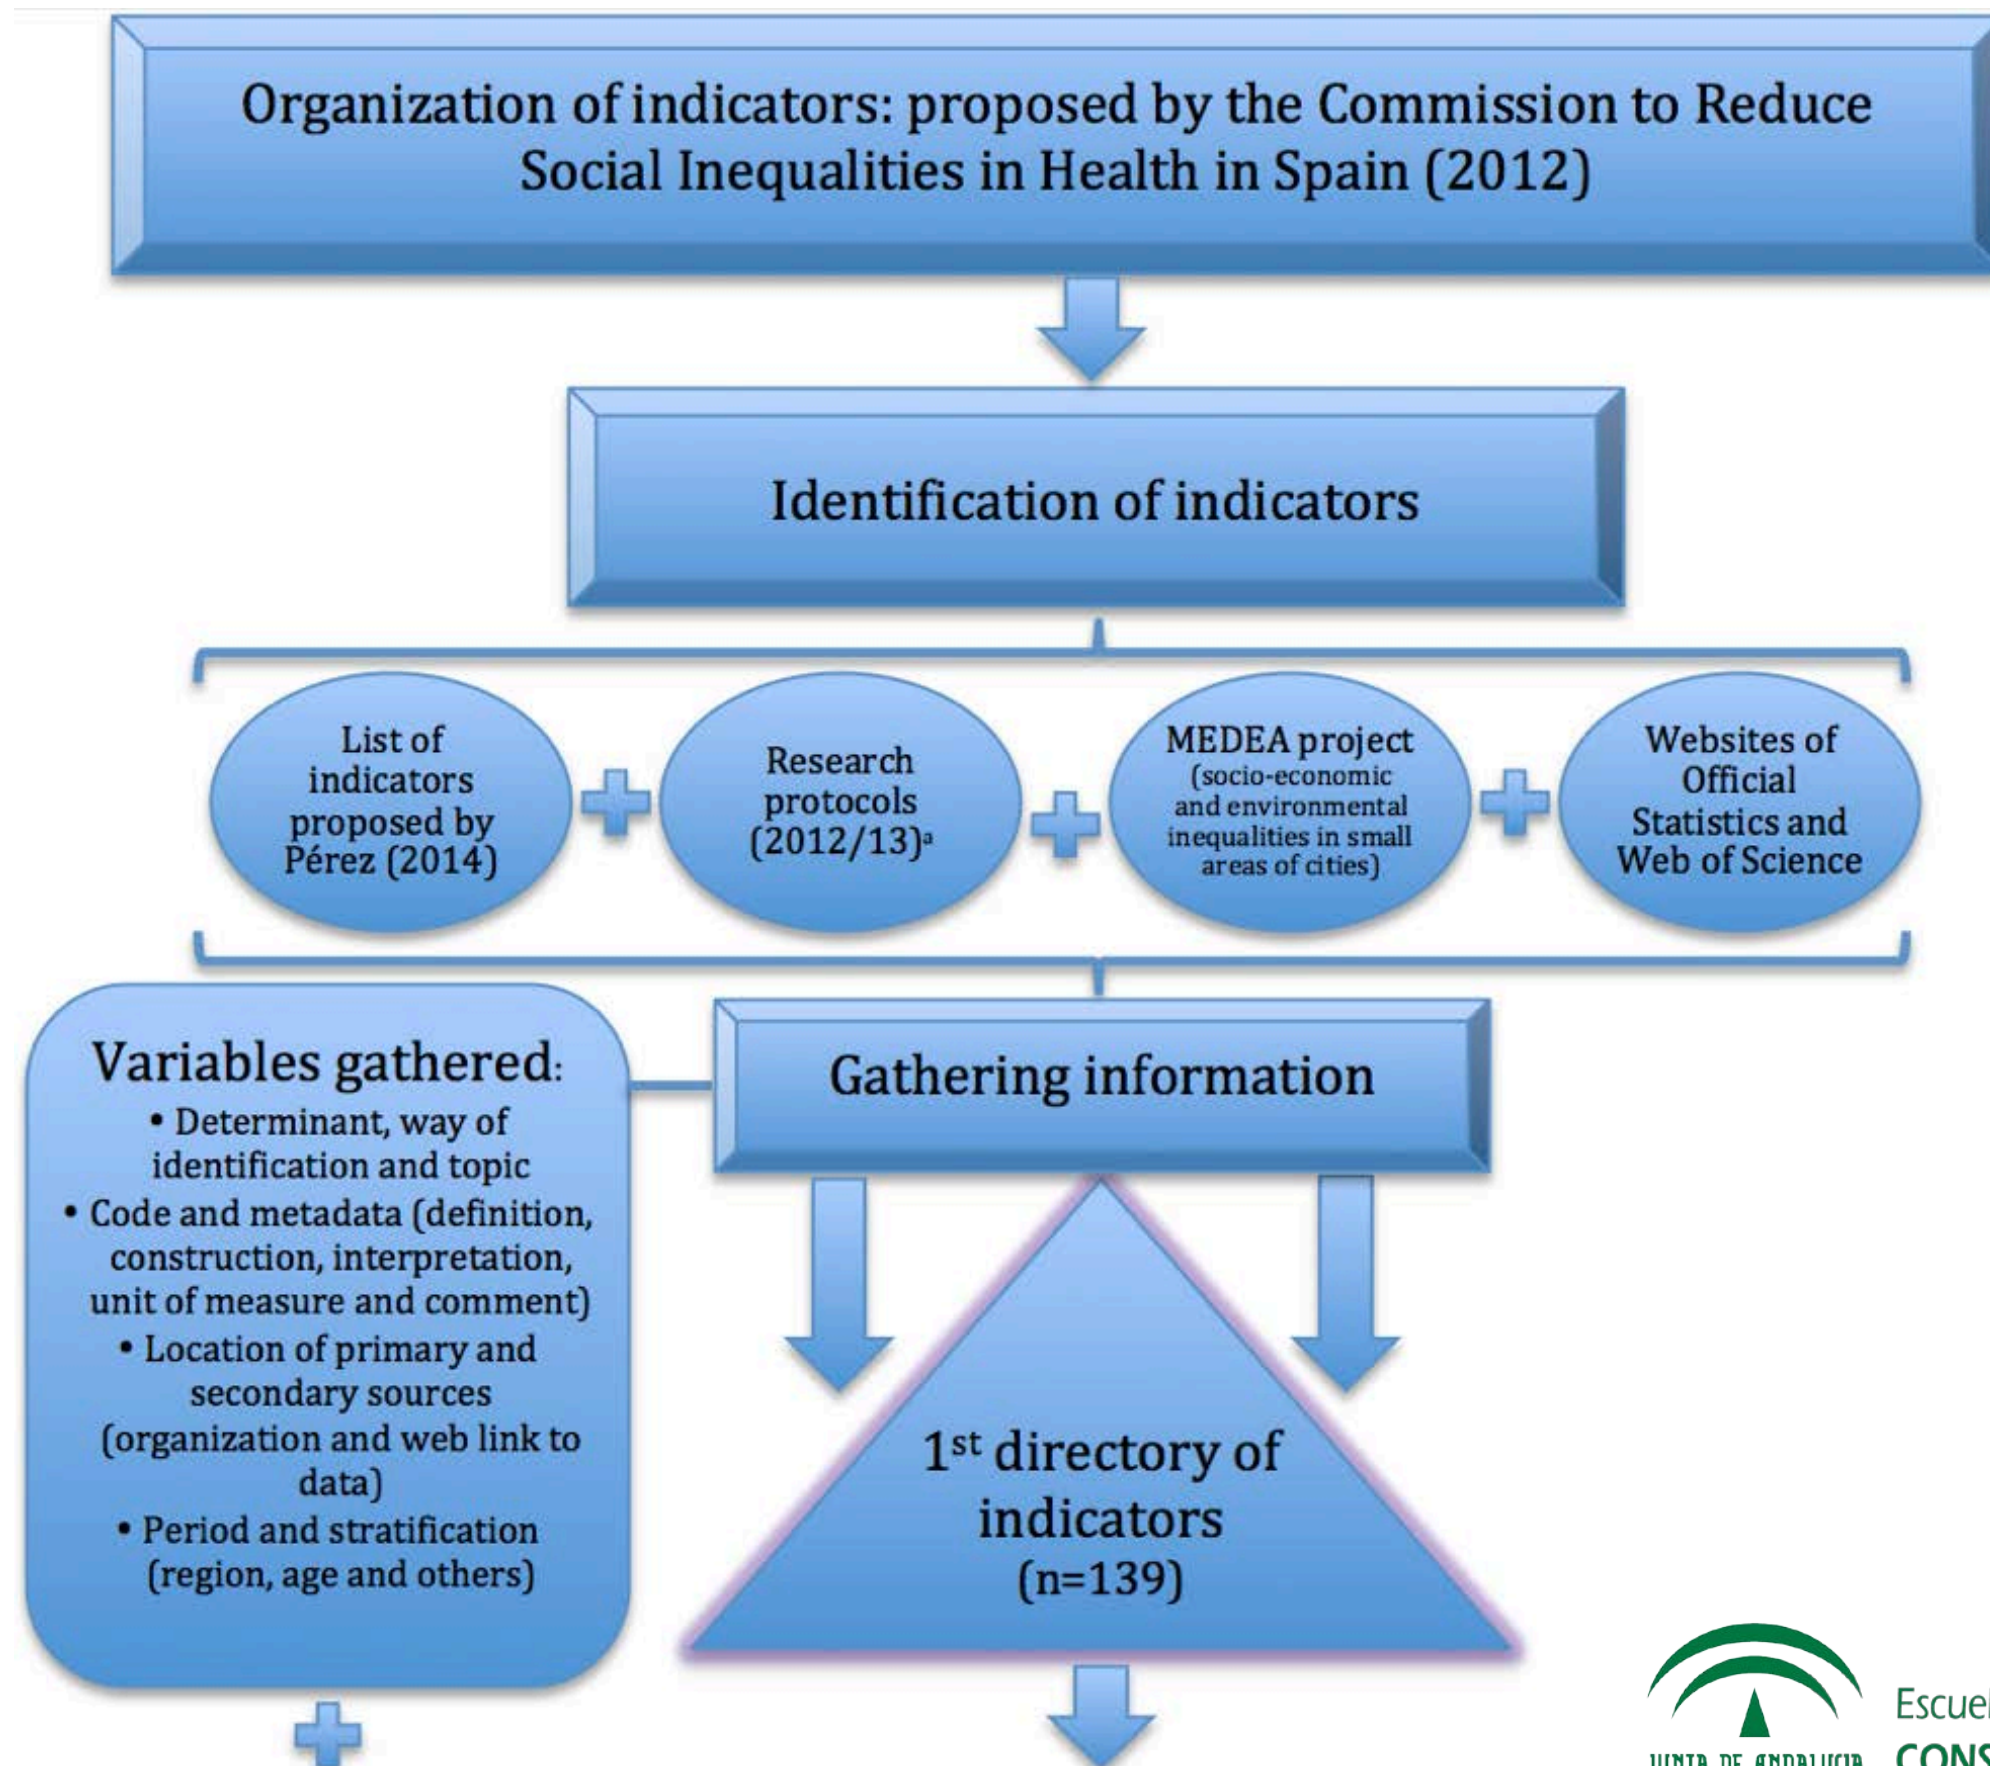 Organization of indicators: proposed by the Commission to Reduce
Social Inequalities in Health in Spain (2012)
Identification of indicators
List of
indicators
proposed by
Pérez (2014)
Research
protocols
(2012/13)ᵃ
MEDEA project
(socio-economic
and environmental
inequalities in small
areas of cities)
Websites of
Official
Statistics and
Web of Science
Variables gathered:
• Determinant, way of
identification and topic
• Code and metadata (definition,
construction, interpretation,
unit of measure and comment)
• Location of primary and
secondary sources
(organization and web link to
data)
• Period and stratification
(region, age and others)
Gathering information
1st directory of
indicators
(n=139)
JUNTA DE ANDALUCIA